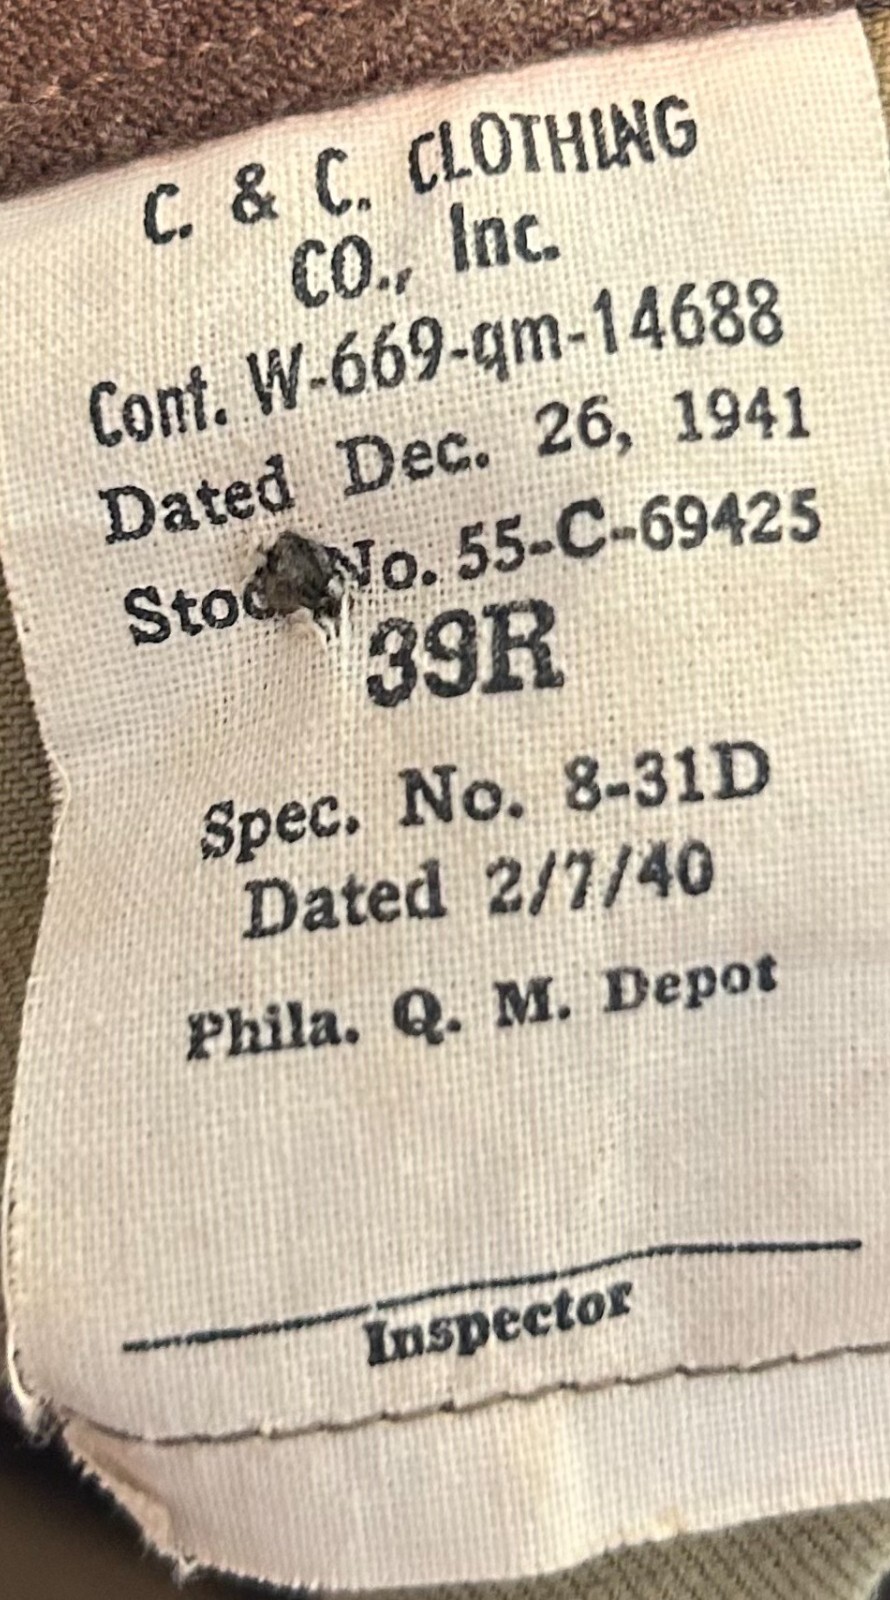 C. & C. CLOTHING
CO., Inc.
Cont. W-669-qm-14688
Dated Dec. 26, 1941
Stock No. 55-C-69425
39R
Spec. No. 8-31D
Dated 2/7/40
Phila. Q. M. Depot
Inspector